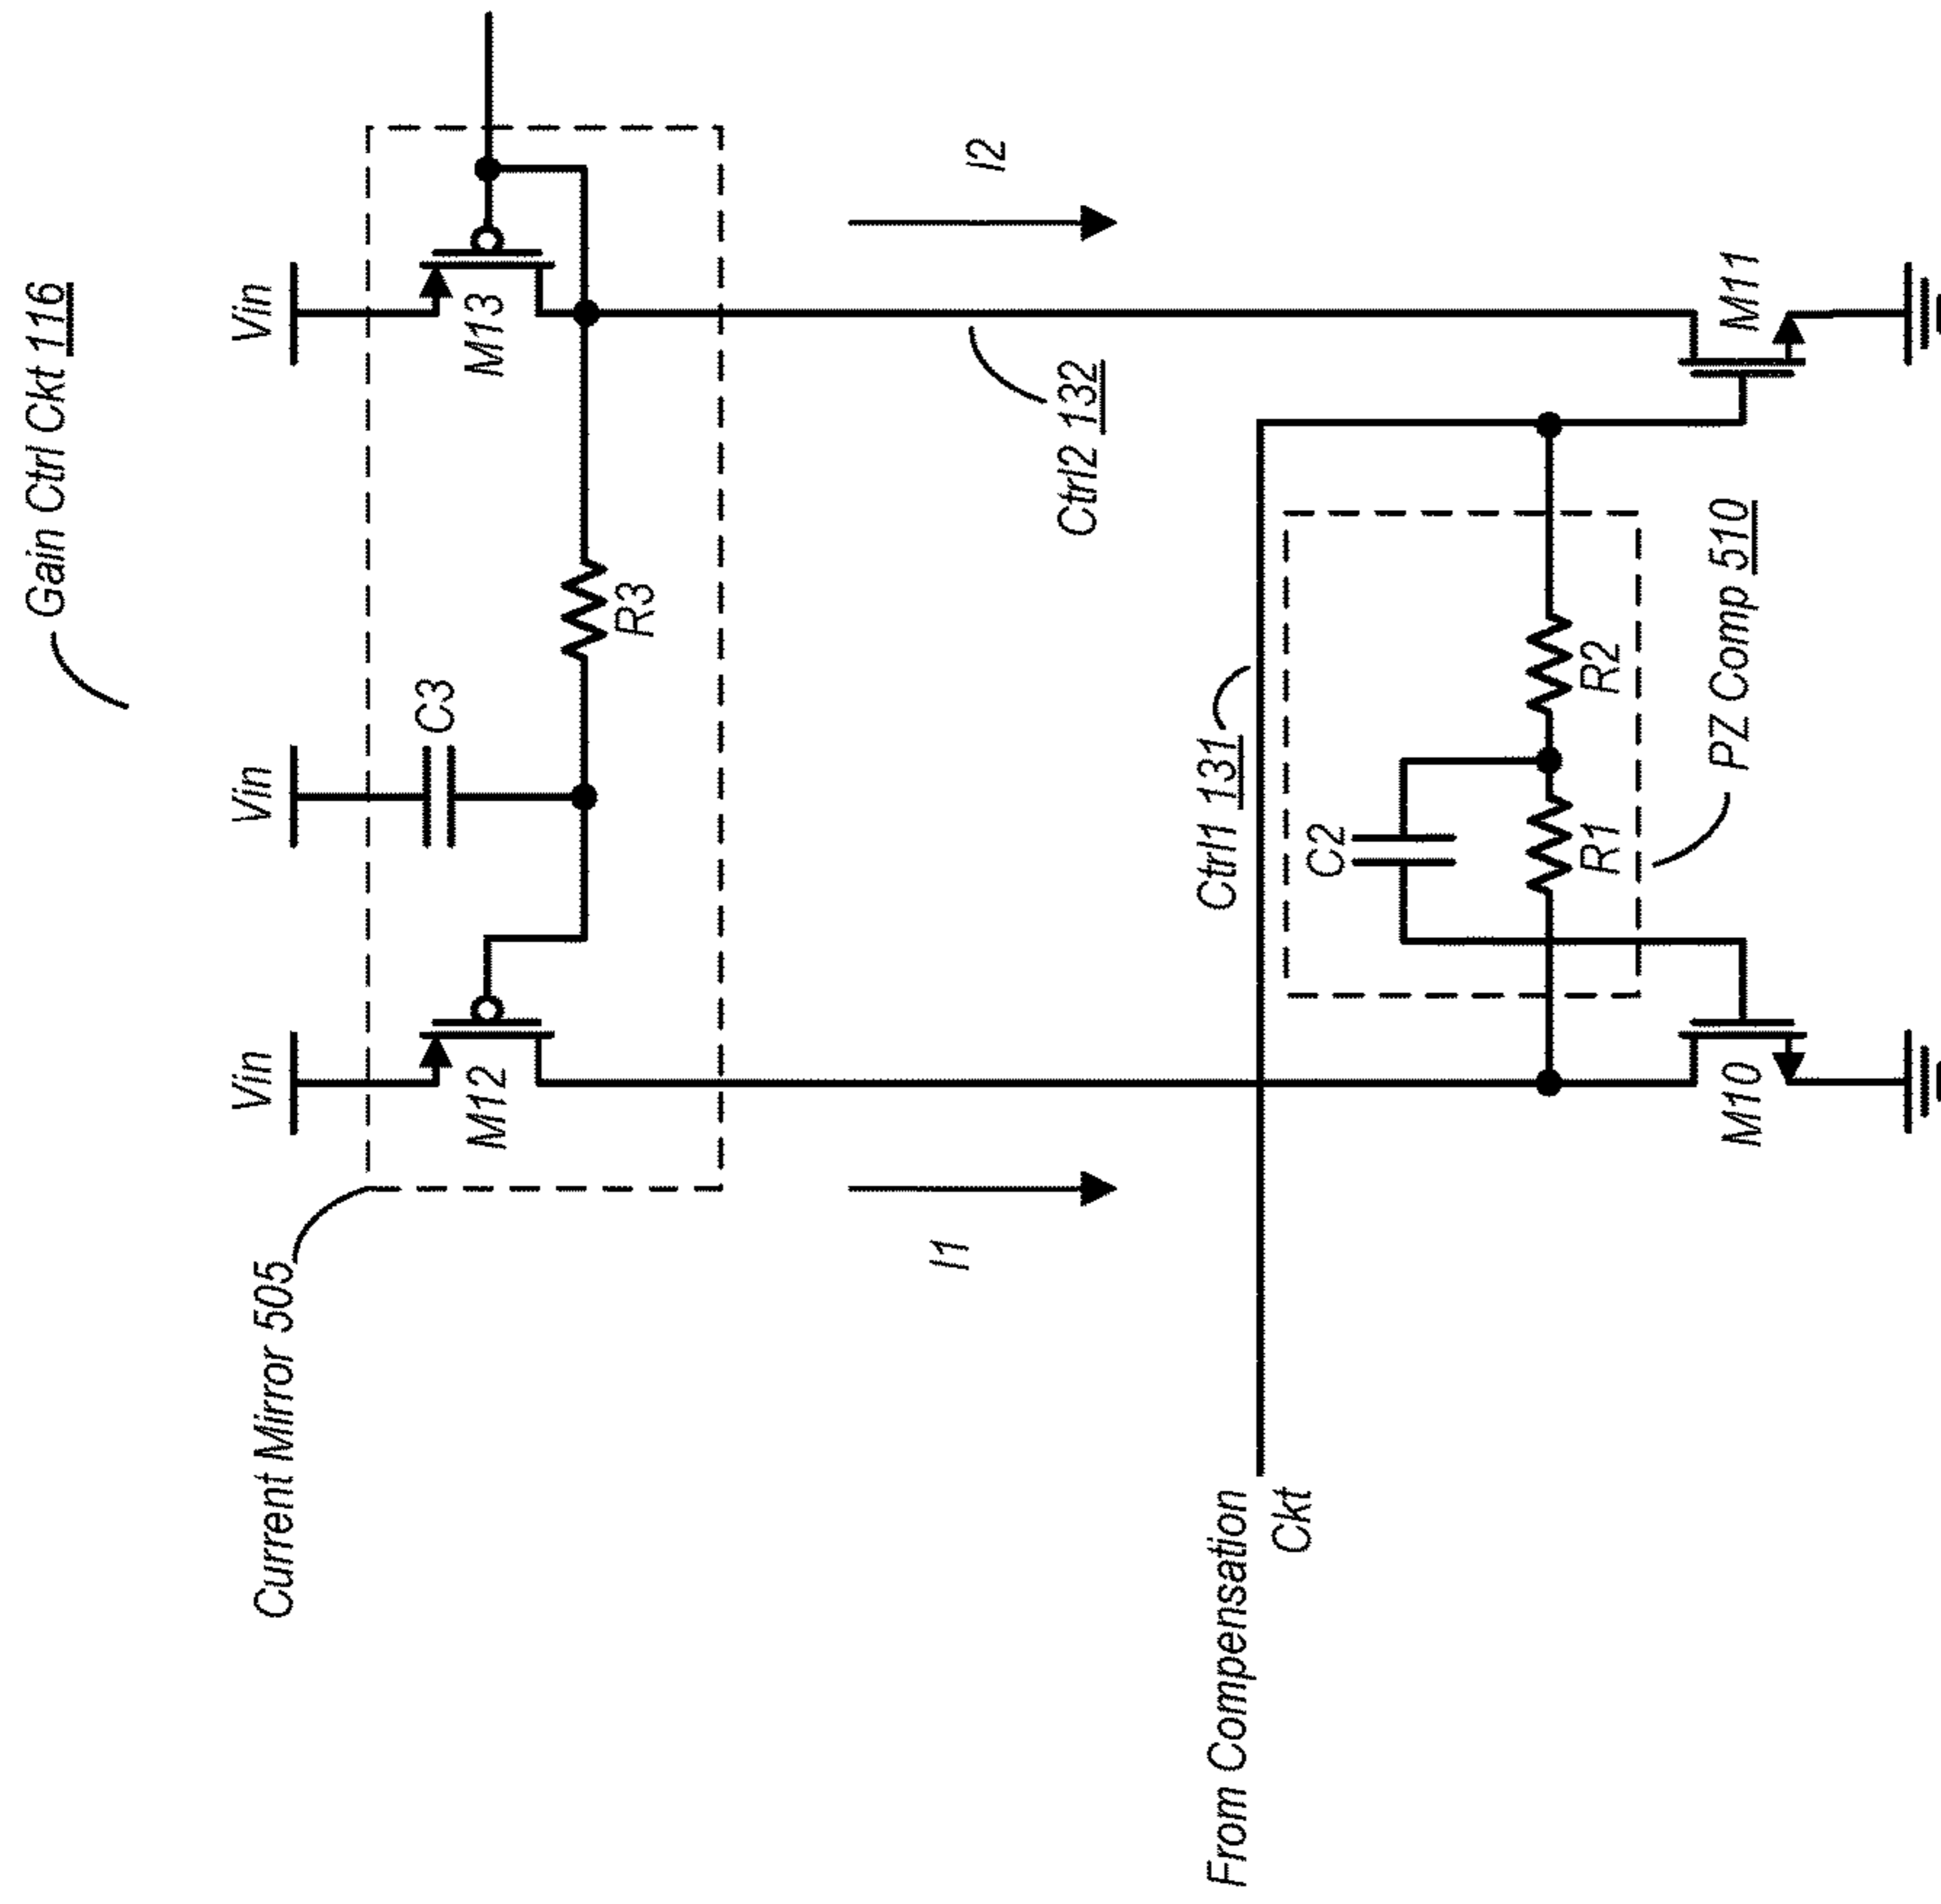 Gain Ctrl Ckt 116
Current Mirror 505
Vin
Vin
Vin
C3
M12
M13
R3
I1
I2
Ctrl2 132
From Compensation
Ckt
Ctrl1 131
C2
R1
R2
PZ Comp 510
M10
M11